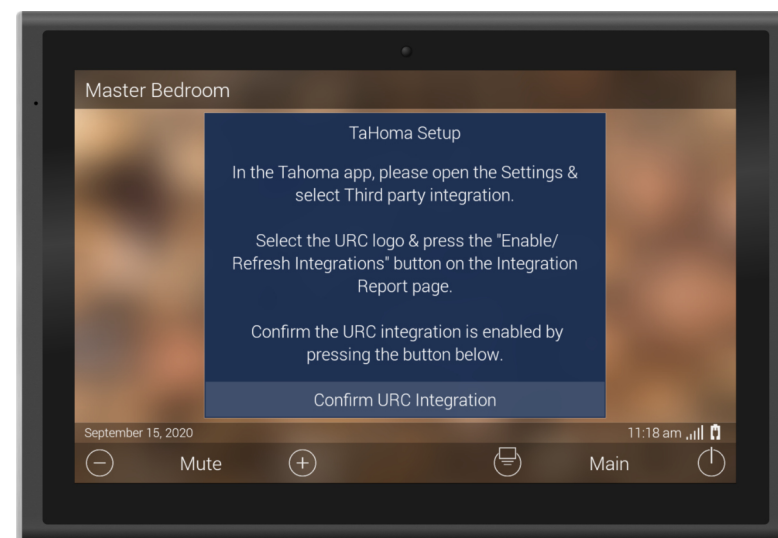 Master Bedroom
TaHoma Setup
In the Tahoma app, please open the Settings &
select Third party integration.
Select the URC logo & press the "Enable/
Refresh Integrations" button on the Integration
Report page.
Confirm the URC integration is enabled by
pressing the button below.
Confirm URC Integration
September 15, 2020
11:18 am
Mute
Main